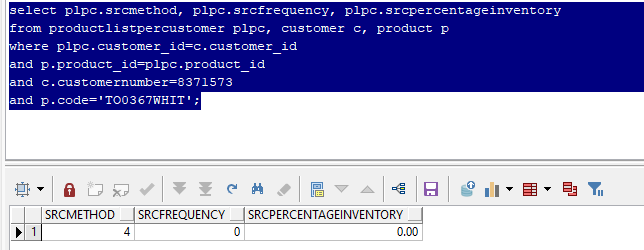 select plpc.srcmethod, plpc.srcfrequency, plpc.srcpercentageinventory
from productlistpercustomer plpc, customer c, product p
where plpc.customer_id=c.customer_id
and p.product_id=plpc.product_id
and c.customernumber=8371573
and p.code='TO0367WHIT';
SRCMETHOD SRCFREQUENCY SRCPERCENTAGEINVENTORY
1 4 0 0.00